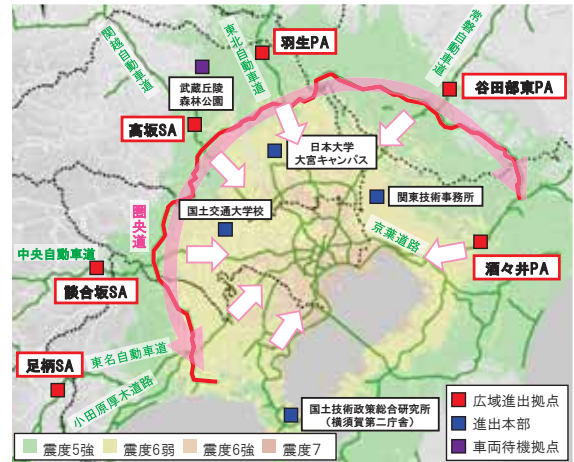 関越自動車道
東北自動車道
羽生PA
常磐自動車道
武蔵丘陵
森林公園
谷田部東PA
高坂SA
日本大学
大宮キャンパス
関東技術事務所
国土交通大学校
圏央道
京葉道路
中央自動車道
酒々井PA
談合坂SA
足柄SA
東名自動車道
小田原厚木道路
国土技術政策総合研究所
（横須賀第二庁舎）
広域進出拠点
進出本部
車両待機拠点
震度5強
震度6弱
震度6強
震度7